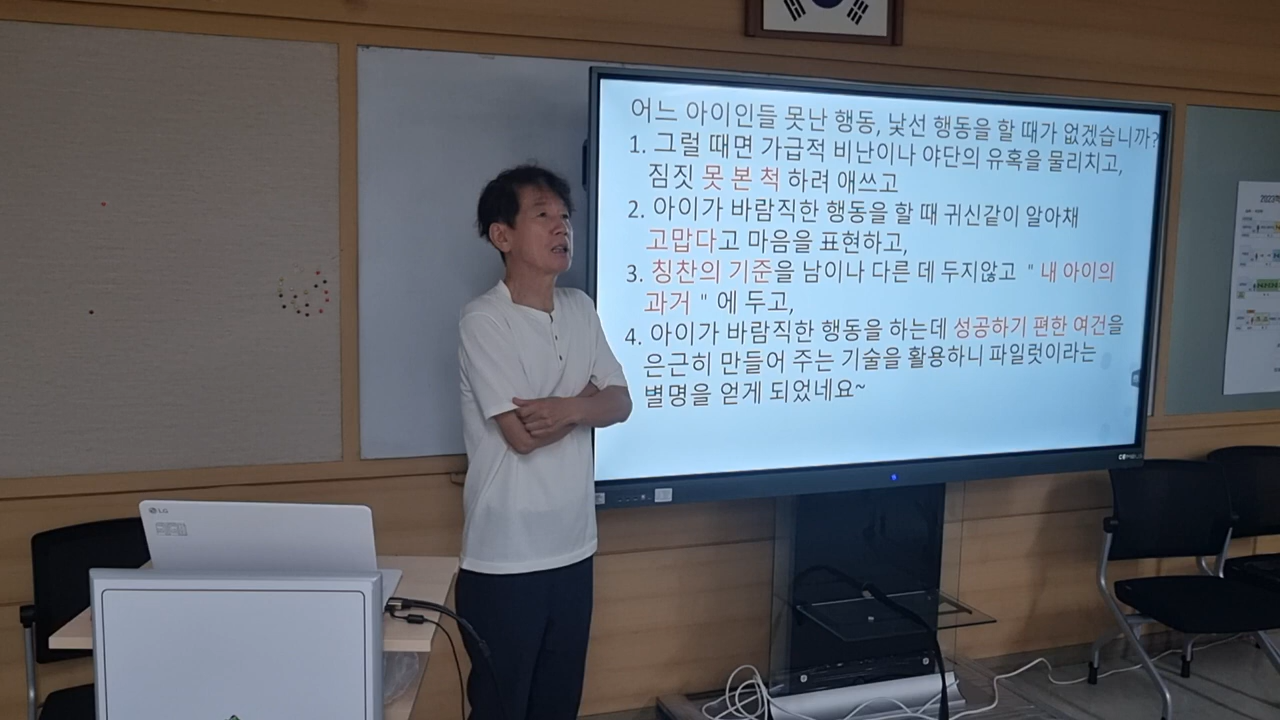 어느 아이인들 못난 행동, 낯선 행동을 할 때가 없겠습니까?
1. 그럴 때면 가급적 비난이나 야단의 유혹을 물리치고,
짐짓 못 본 척 하려 애쓰고
2. 아이가 바람직한 행동을 할 때 귀신같이 알아채
고맙다고 마음을 표현하고,
3. 칭찬의 기준을 남이나 다른 데 두지않고 " 내 아이의
과거 " 에 두고,
4. 아이가 바람직한 행동을 하는데 성공하기 편한 여건을
은근히 만들어 주는 기술을 활용하니 파일럿이라는
별명을 얻게 되었네요~
LG